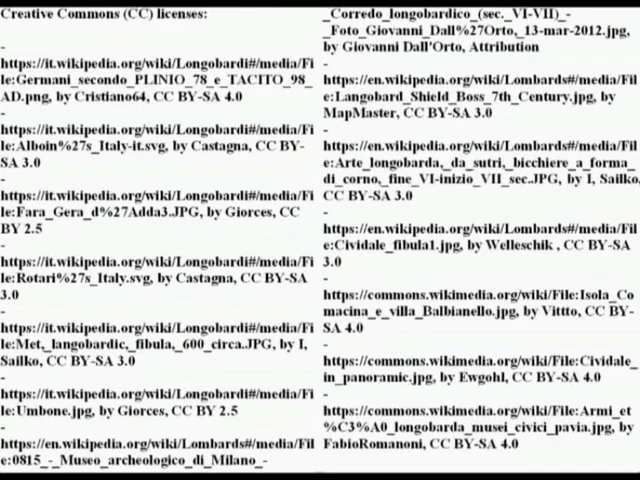 Creative Commons (CC) licenses:
-
https://it.wikipedia.org/wiki/Longobardi#/media/Fi
le:Germani_secondo_PLINIO_78_e_TACITO_98_
AD.png, by Cristiano64, CC BY-SA 4.0
-
https://it.wikipedia.org/wiki/Longobardi#/media/Fi
le:Alboin%27s_Italy-it.svg, by Castagna, CC BY-
SA 3.0
-
https://it.wikipedia.org/wiki/Longobardi#/media/Fi
le:Fara_Gera_d%27Adda3.JPG, by Giorces, CC
BY 2.5
-
https://it.wikipedia.org/wiki/Longobardi#/media/Fi
le:Rotari%27s_Italy.svg, by Castagna, CC BY-SA
3.0
-
https://it.wikipedia.org/wiki/Longobardi#/media/Fi
le:Met,_langobardic,_fibula,_600_circa.JPG, by I,
Sailko, CC BY-SA 3.0
-
https://it.wikipedia.org/wiki/Longobardi#/media/Fi
le:Umbone.jpg, by Giorces, CC BY 2.5
-
https://en.wikipedia.org/wiki/Lombards#/media/Fil
e:0815_-_Museo_archeologico_di_Milano_-
_Corredo_longobardico_(sec._VI-VII)_-
_Foto_Giovanni_Dall%27Orto,_13-mar-2012.jpg,
by Giovanni Dall'Orto, Attribution
-
https://en.wikipedia.org/wiki/Lombards#/media/Fil
e:Langobard_Shield_Boss_7th_Century.jpg, by
MapMaster, CC BY-SA 3.0
-
https://en.wikipedia.org/wiki/Lombards#/media/Fil
e:Arte_longobarda,_da_sutri,_bicchiere_a_forma_
di_corno,_fine_VI-inizio_VII_sec.JPG, by I, Sailko,
CC BY-SA 3.0
-
https://en.wikipedia.org/wiki/Lombards#/media/Fil
e:Cividale_fibula1.jpg, by Welleschik , CC BY-SA
3.0
-
https://commons.wikimedia.org/wiki/File:Isola_Co
macina_e_villa_Balbianello.jpg, by Vittto, CC BY-
SA 4.0
-
https://commons.wikimedia.org/wiki/File:Cividale_
in_panoramic.jpg, by Ewgohl, CC BY-SA 4.0
-
https://commons.wikimedia.org/wiki/File:Armi_et
%C3%A0_longobarda_musei_civici_pavia.jpg, by
FabioRomanoni, CC BY-SA 4.0